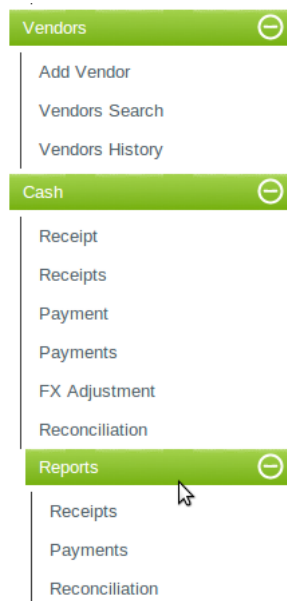 Vendors
Add Vendor
Vendors Search
Vendors History
Cash
Receipt
Receipts
Payment
Payments
FX Adjustment
Reconciliation
Reports
Receipts
Payments
Reconciliation